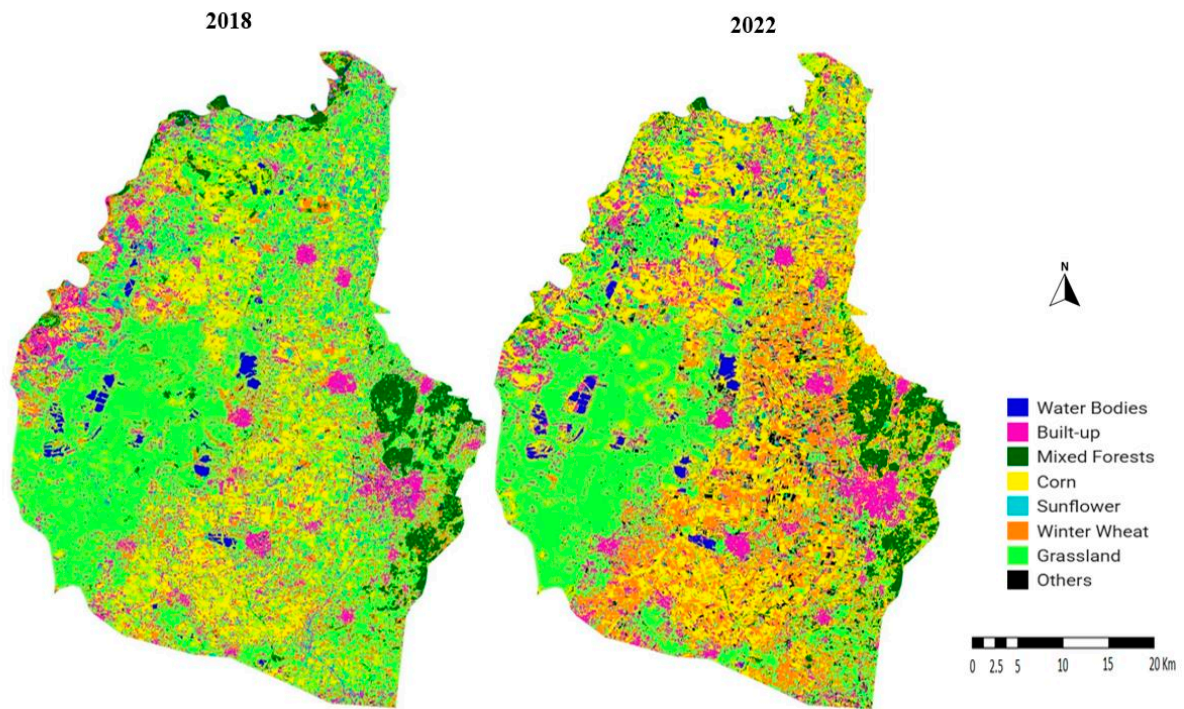 2018
2022
N
Water Bodies
Built-up
Mixed Forests
Corn
Sunflower
Winter Wheat
Grassland
Others
0 2.5 5 10 15 20 Km